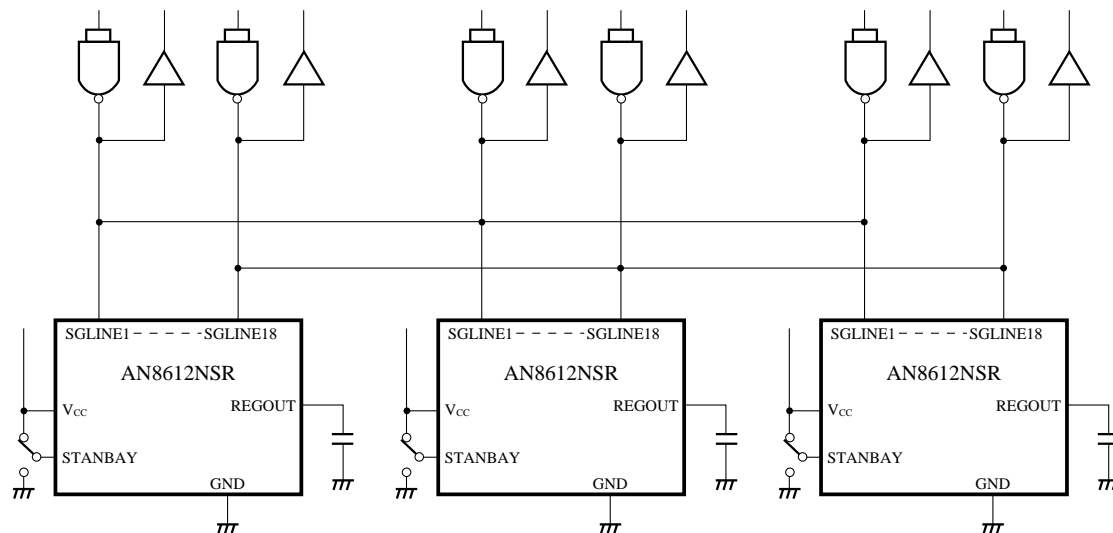 SGLINE1 SGLINE18 SGLINE1 SGLINE18 SGLINE1 SGLINE18
AN8612NSR AN8612NSR AN8612NSR
VCC REGOUT VCC REGOUT VCC REGOUT
STANBAY STANBAY STANBAY
GND GND GND